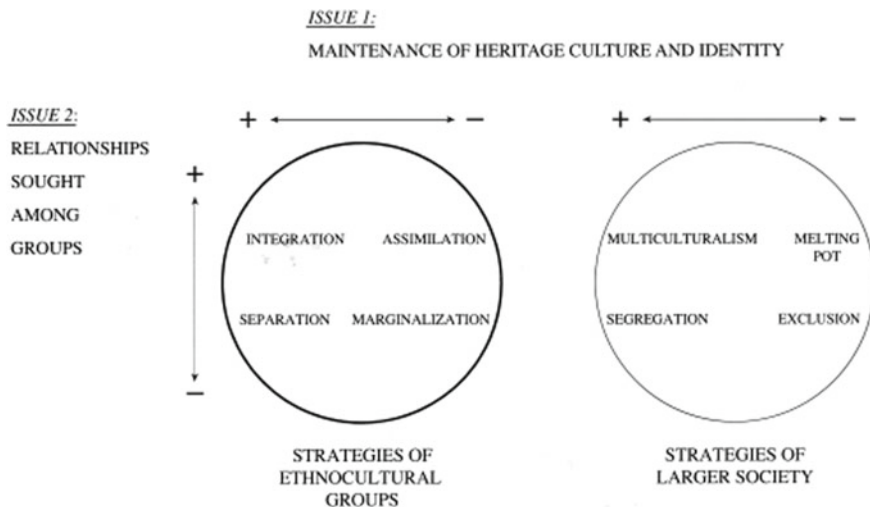 ISSUE 1:
MAINTENANCE OF HERITAGE CULTURE AND IDENTITY
ISSUE 2:
RELATIONSHIPS
SOUGHT
AMONG
GROUPS
+ −
+
−
INTEGRATION ASSIMILATION
SEPARATION MARGINALIZATION
STRATEGIES OF
ETHNOCULTURAL
GROUPS
+ −
MULTICULTURALISM MELTING
POT
SEGREGATION EXCLUSION
STRATEGIES OF
LARGER SOCIETY